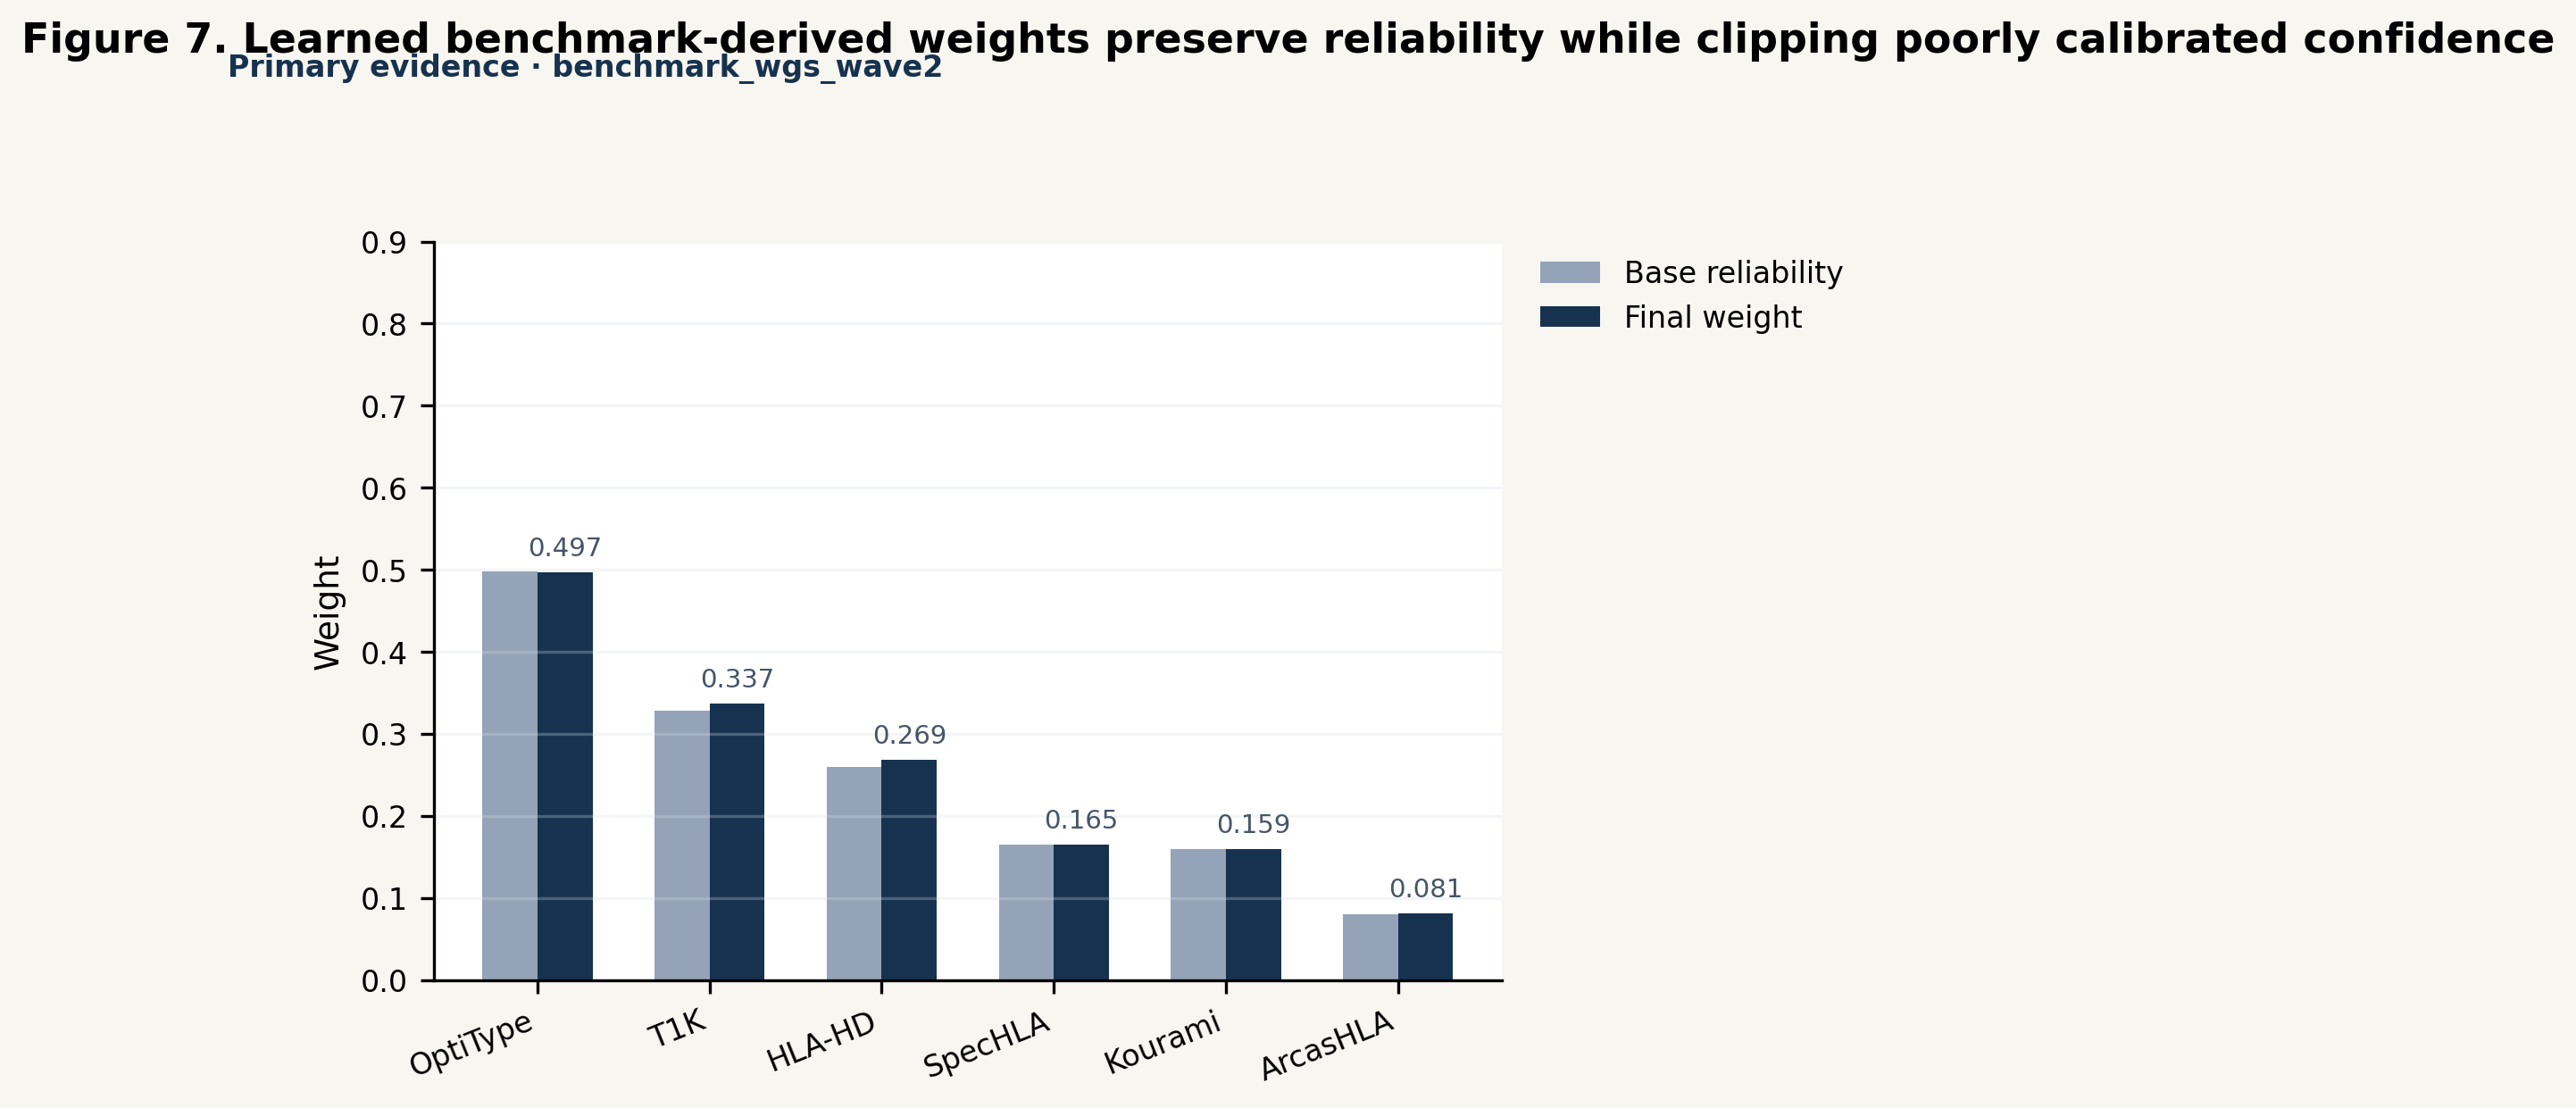 Figure 7. Learned benchmark-derived weights preserve reliability while clipping poorly calibrated confidence
Primary evidence · benchmark_wgs_wave2
0.9
0.8
0.7
0.6
0.5
0.4
0.3
0.2
0.1
0.0
Weight
0.497
0.337
0.269
0.165
0.159
0.081
OptiType
T1K
HLA-HD
SpecHLA
Kourami
ArcasHLA
Base reliability
Final weight